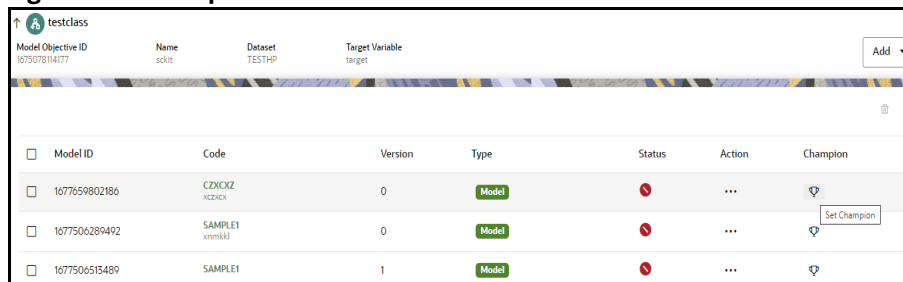 testclass
Model Objective ID Name Dataset Target Variable
1675078114177 sckit TESTHP target
Add
Model ID Code Version Type Status Action Champion
1677659802186 CZXCXZ 0 Model ...
xczxcx
Set Champion
1677506289492 SAMPLE1 0 Model ...
xnmkkl
1677506513489 SAMPLE1 1 Model ...